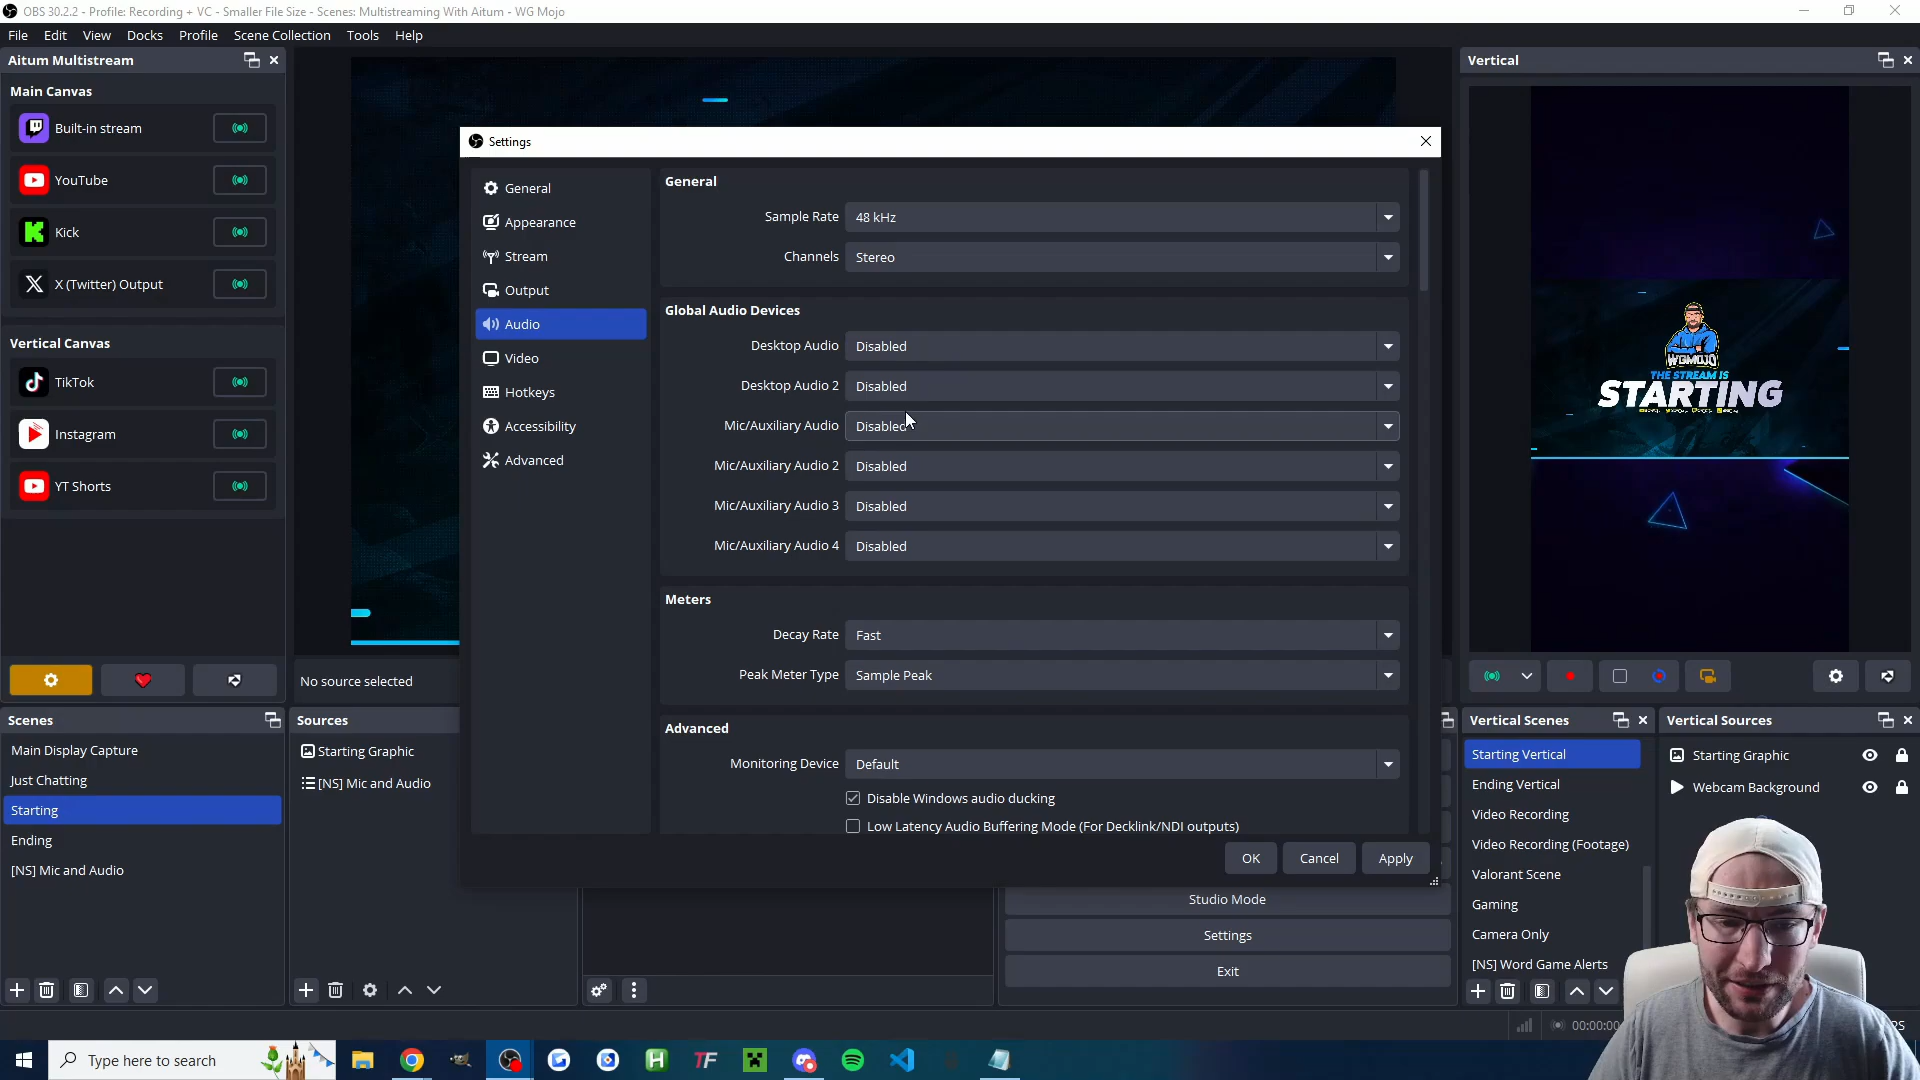 OBS 30.2.2 - Profile: Recording + VC - Smaller File Size - Scenes: Multistreaming With Aitum - WG Mojo
File Edit View Docks Profile Scene Collection Tools Help
Aitum Multistream
Main Canvas
Built-in stream
YouTube
Kick
X (Twitter) Output
Vertical Canvas
TikTok
Instagram
YT Shorts
Settings
General
Appearance
Stream
Output
Audio
Video
Hotkeys
Accessibility
Advanced
General
Sample Rate 48 kHz
Channels Stereo
Global Audio Devices
Desktop Audio Disabled
Desktop Audio 2 Disabled
Mic/Auxiliary Audio Disabled
Mic/Auxiliary Audio 2 Disabled
Mic/Auxiliary Audio 3 Disabled
Mic/Auxiliary Audio 4 Disabled
Meters
Decay Rate Fast
Peak Meter Type Sample Peak
Advanced
Monitoring Device Default
Disable Windows audio ducking
Low Latency Audio Buffering Mode (For Decklink/NDI outputs)
OK Cancel Apply
Vertical
WGMOJO
THE STREAM IS
STARTING
No source selected
Scenes
Main Display Capture
Just Chatting
Starting
Ending
[NS] Mic and Audio
Sources
Starting Graphic
[NS] Mic and Audio
Studio Mode
Settings
Exit
Vertical Scenes
Starting Vertical
Ending Vertical
Video Recording
Video Recording (Footage)
Valorant Scene
Gaming
Camera Only
[NS] Word Game Alerts
Vertical Sources
Starting Graphic
Webcam Background
Type here to search